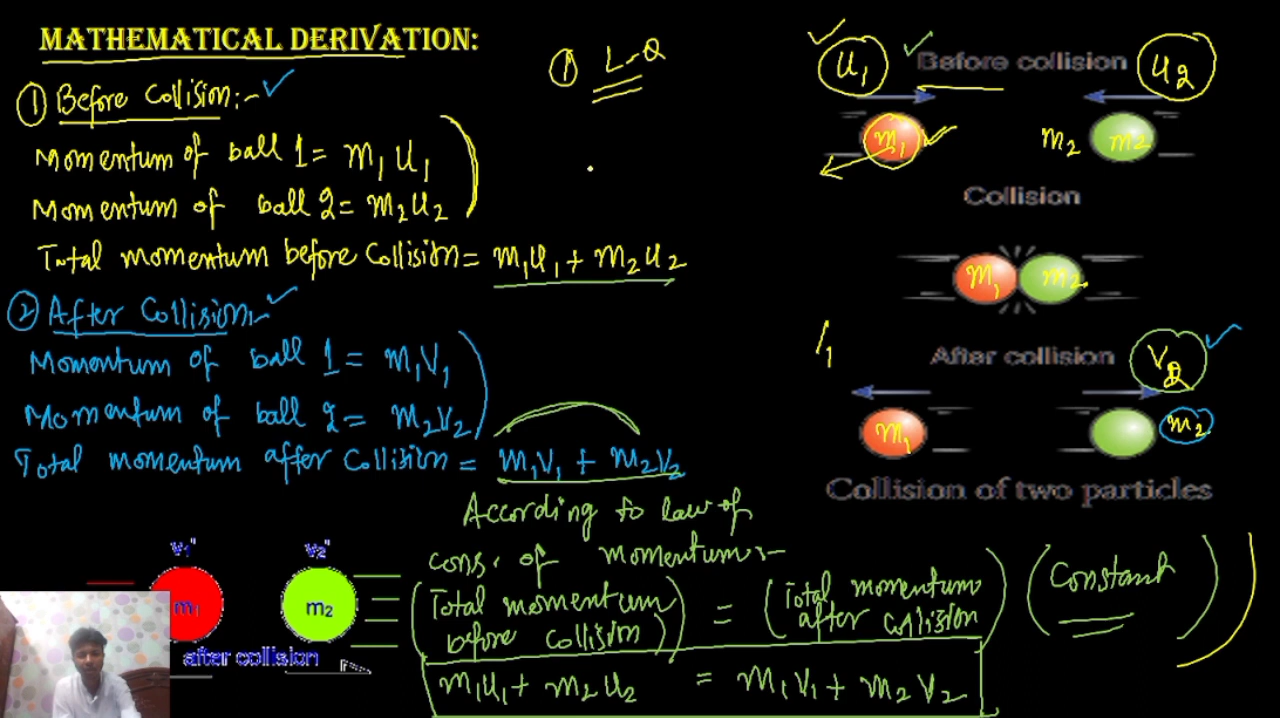 MATHEMATICAL DERIVATION:
① Before Collision:-
Momentum of ball 1 = m₁u₁
Momentum of ball 2 = m₂u₂
Total momentum before Collision = m₁u₁ + m₂u₂
② After Collision:-
Momentum of ball 1 = m₁v₁
Momentum of ball 2 = m₂v₂
Total momentum after Collision = m₁v₁ + m₂v₂
According to law of
cons. of momentum:-
(Total momentum before Collision) = (Total momentum after Collision) (Constant)
m₁u₁ + m₂u₂ = m₁v₁ + m₂v₂
① L-Q
u₁ Before collision u₂
m₁ m₂ m2
Collision
m₁ m₂
After collision v₂
m₁ m₂
Collision of two particles
v₁' v₂'
m₁ m₂
after collision